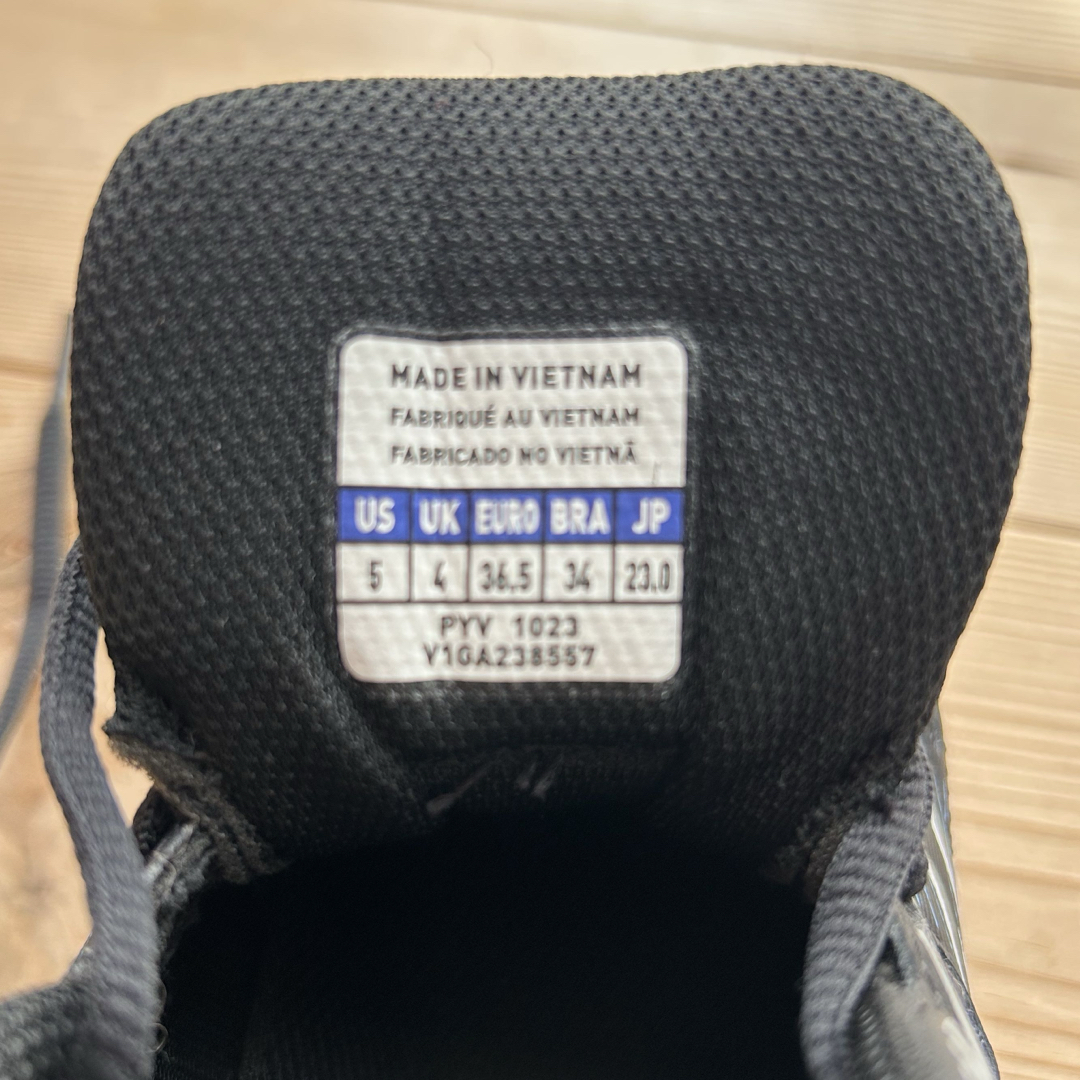 MADE IN VIETNAM
FABRIQUÉ AU VIETNAM
FABRICADO NO VIETNÃ
US UK EURO BRA JP
5 4 36.5 34 23.0
PYV 1023
V1GA238557